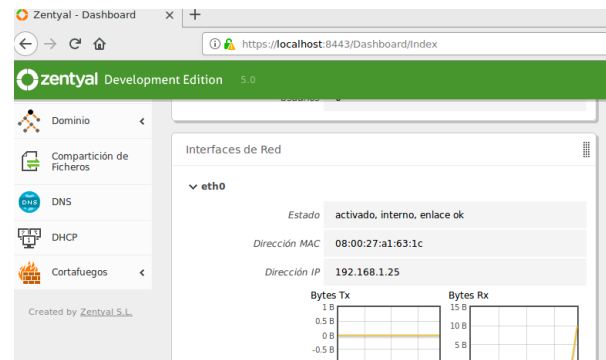 Zentyal - Dashboard
https://localhost:8443/Dashboard/Index
zentyal Development Edition 5.0
Dominio
Compartición de
Ficheros
DNS
DNS
DHCP
Cortafuegos
Created by Zentyal S.L.
Usuarios 0
Interfaces de Red
eth0
Estado activado, interno, enlace ok
Dirección MAC 08:00:27:a1:63:1c
Dirección IP 192.168.1.25
Bytes Tx
1 B
0.5 B
0 B
-0.5 B
Bytes Rx
15 B
10 B
5 B